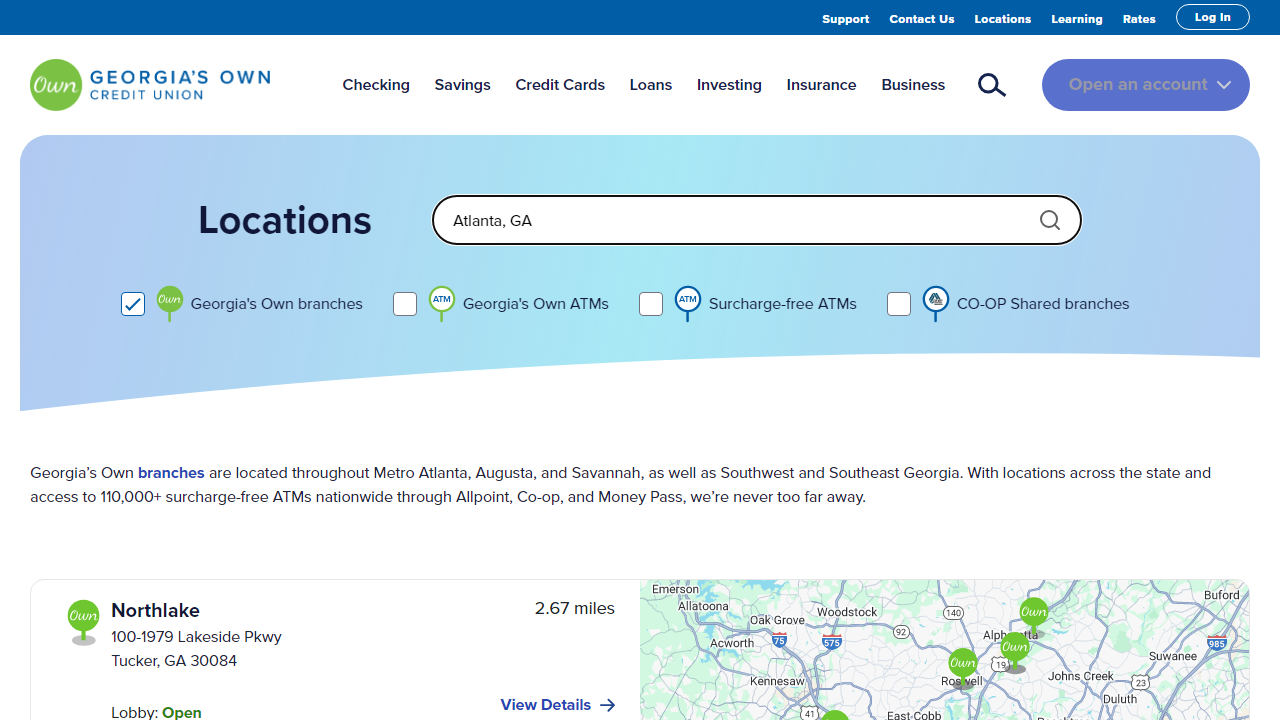 Support Contact Us Locations Learning Rates Log In
Own GEORGIA'S OWN
CREDIT UNION
Checking Savings Credit Cards Loans Investing Insurance Business Open an account
Locations
Atlanta, GA
Own Georgia's Own branches ATM Georgia's Own ATMs ATM Surcharge-free ATMs CO-OP Shared branches
Georgia’s Own branches are located throughout Metro Atlanta, Augusta, and Savannah, as well as Southwest and Southeast Georgia. With locations across the state and
access to 110,000+ surcharge-free ATMs nationwide through Allpoint, Co-op, and Money Pass, we’re never too far away.
Own Northlake 2.67 miles
100-1979 Lakeside Pkwy
Tucker, GA 30084
View Details
Lobby: Open
Emerson
Allatoona
Oak Grove
Woodstock
140
Own
Buford
Acworth
75
575
92
Alpharetta
985
Own
Own
19
Suwanee
Kennesaw
Roswell
Johns Creek
23
Duluth
41
East-Cobb